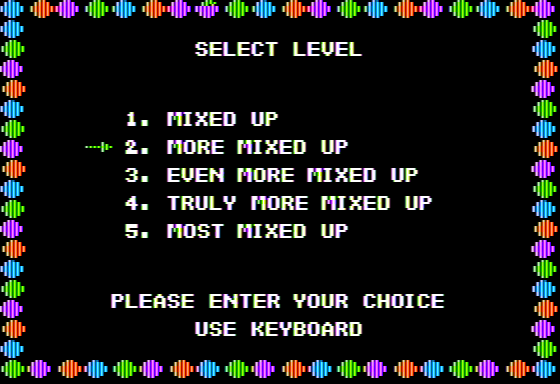 SELECT LEVEL
1. MIXED UP
2. MORE MIXED UP
3. EVEN MORE MIXED UP
4. TRULY MORE MIXED UP
5. MOST MIXED UP
PLEASE ENTER YOUR CHOICE
USE KEYBOARD